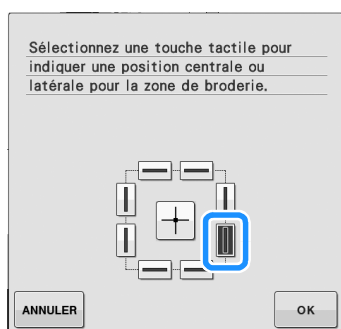 Sélectionnez une touche tactile pour
indiquer une position centrale ou
latérale pour la zone de broderie.
ANNULER
OK